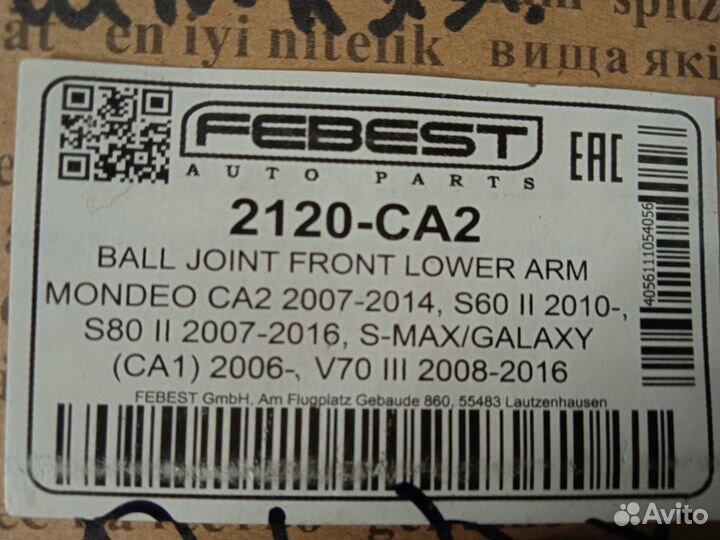 spitz
at en iyi nitelik вища які
FEBEST
AUTO PARTS
EAC
2120-CA2
BALL JOINT FRONT LOWER ARM
MONDEO CA2 2007-2014, S60 II 2010-,
S80 II 2007-2016, S-MAX/GALAXY
(CA1) 2006-, V70 III 2008-2016
FEBEST GmbH, Am Flugplatz Gebaude 860, 55483 Lautzenhausen
4056111054056
Avito